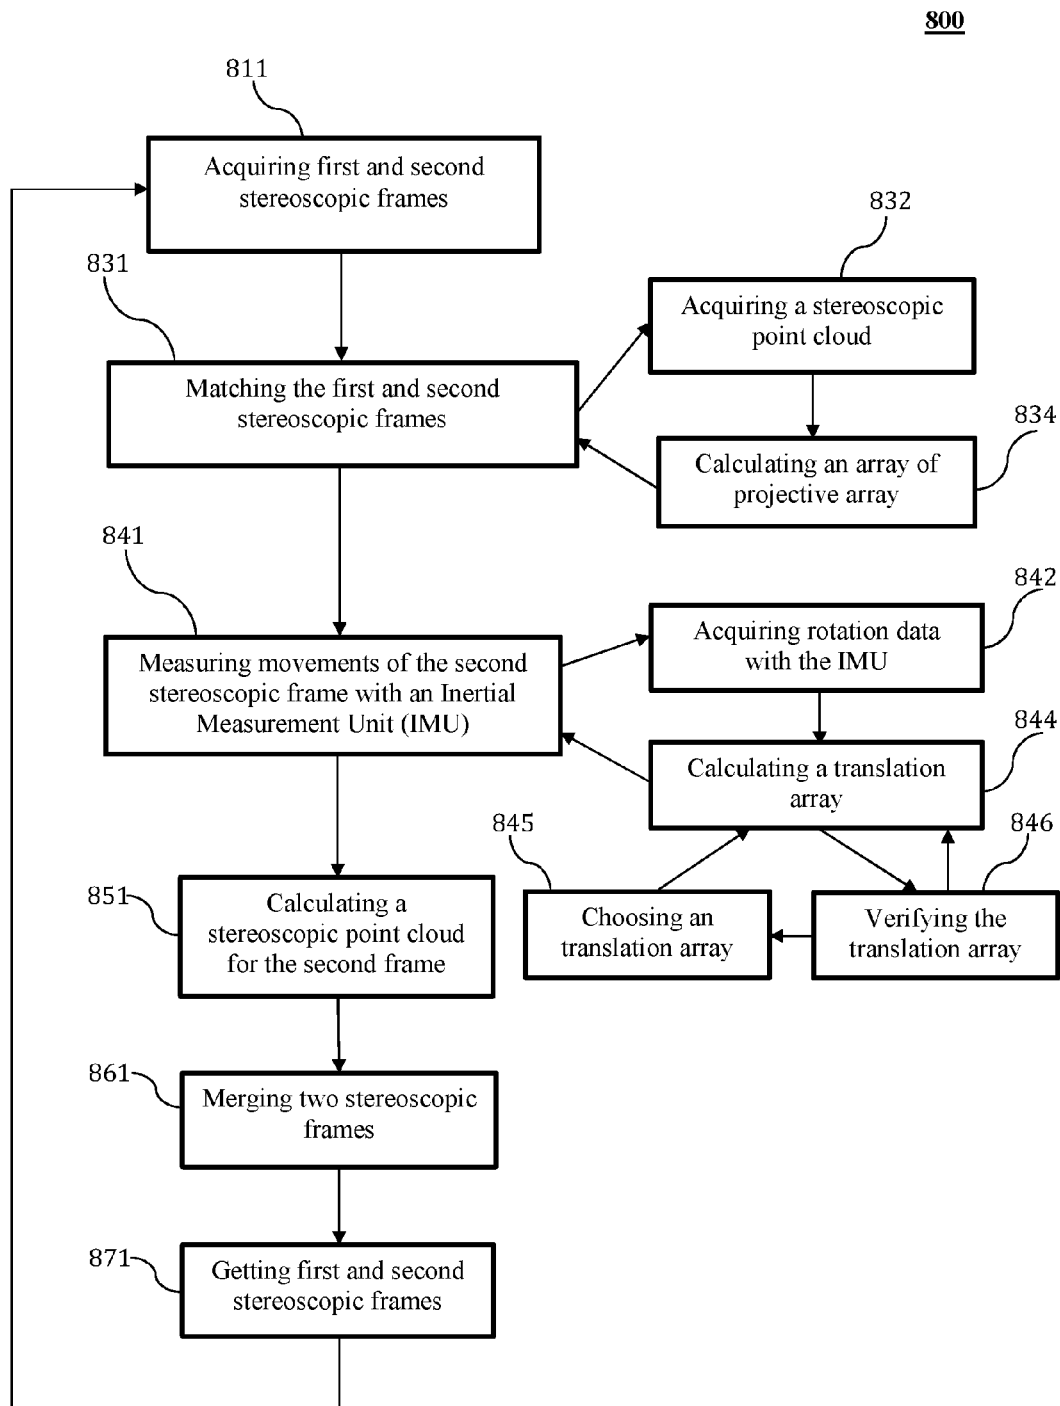 800
811
Acquiring first and second
stereoscopic frames
832
831
Acquiring a stereoscopic
point cloud
Matching the first and second
stereoscopic frames
834
Calculating an array of
projective array
841
842
Acquiring rotation data
with the IMU
Measuring movements of the second
stereoscopic frame with an Inertial
Measurement Unit (IMU)
844
Calculating a translation
array
845
846
851
Calculating a
stereoscopic point cloud
for the second frame
Choosing an
translation array
Verifying the
translation array
861
Merging two stereoscopic
frames
871
Getting first and second
stereoscopic frames